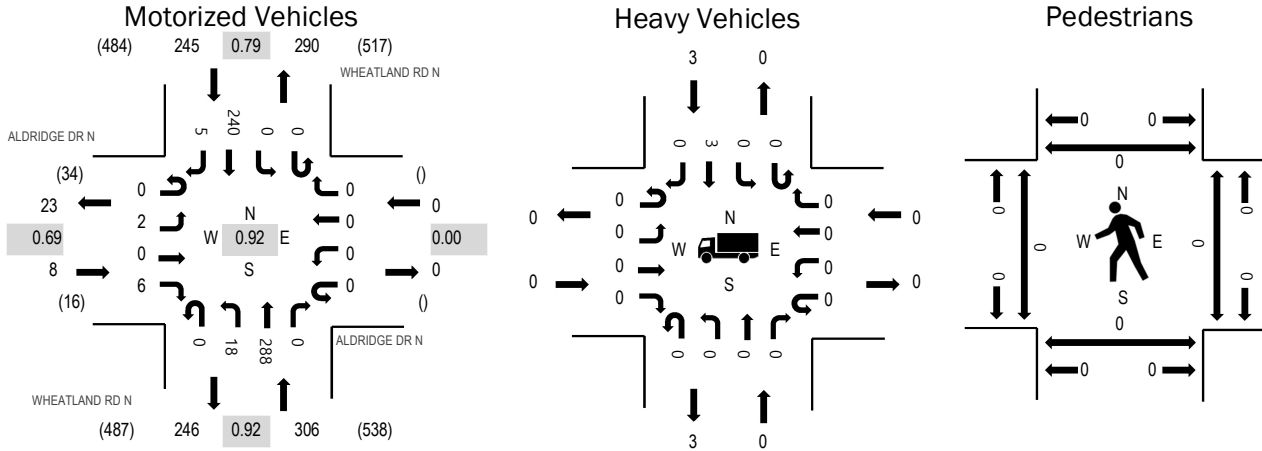 Motorized Vehicles
Heavy Vehicles
Pedestrians
(484) 245 0.79 290 (517)
WHEATLAND RD N
ALDRIDGE DR N
5 240 0 0
(34)
23
0.69
8
(16)
0
2
0
6
N
W 0.92 E
S
0
0
0
0
()
0
0.00
0
()
0 18 288 0
ALDRIDGE DR N
WHEATLAND RD N
(487) 246 0.92 306 (538)
3 0
0 3 0 0
0
0
0
0
0
0
N
W E
S
0
0
0
0
0
0
0 0 0 0
3 0
0 0
0
0
0
0
N
W E
S
0
0
0
0
0 0